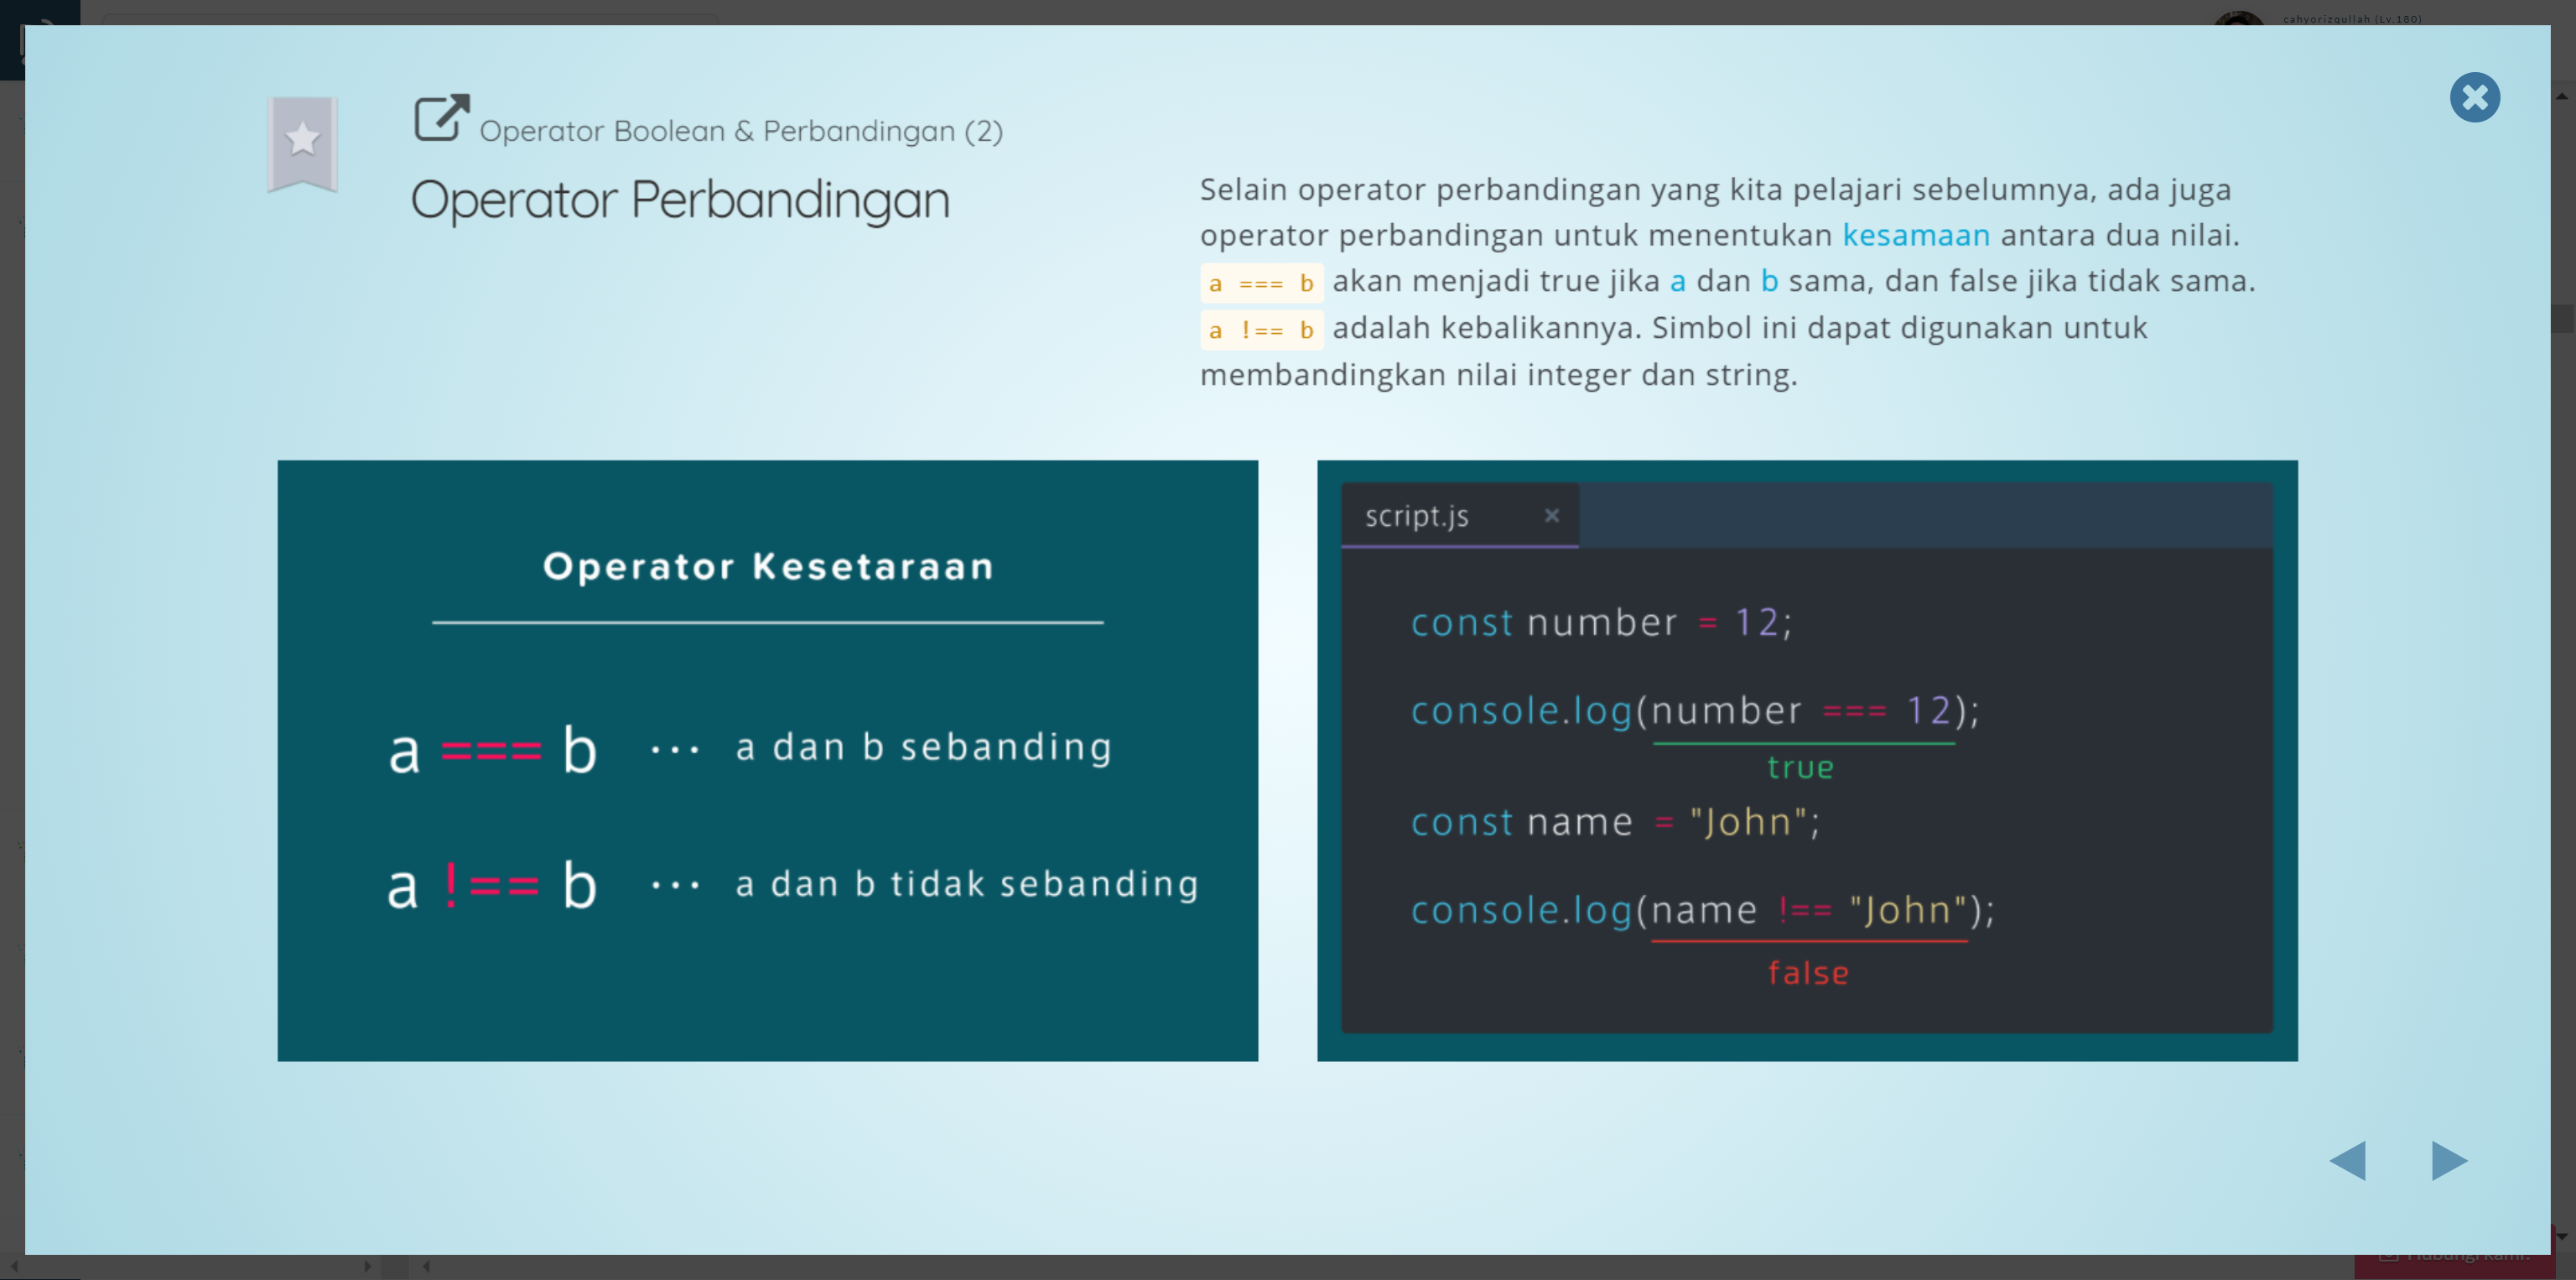 cahyorizqullah (Lv.180)
Operator Boolean & Perbandingan (2)
Operator Perbandingan
Selain operator perbandingan yang kita pelajari sebelumnya, ada juga
operator perbandingan untuk menentukan kesamaan antara dua nilai.
a === b akan menjadi true jika a dan b sama, dan false jika tidak sama.
a !== b adalah kebalikannya. Simbol ini dapat digunakan untuk
membandingkan nilai integer dan string.
Operator Kesetaraan
a === b ... a dan b sebanding
a !== b ... a dan b tidak sebanding
script.js ×
const number = 12;
console.log(number === 12);
true
const name = "John";
console.log(name !== "John");
false